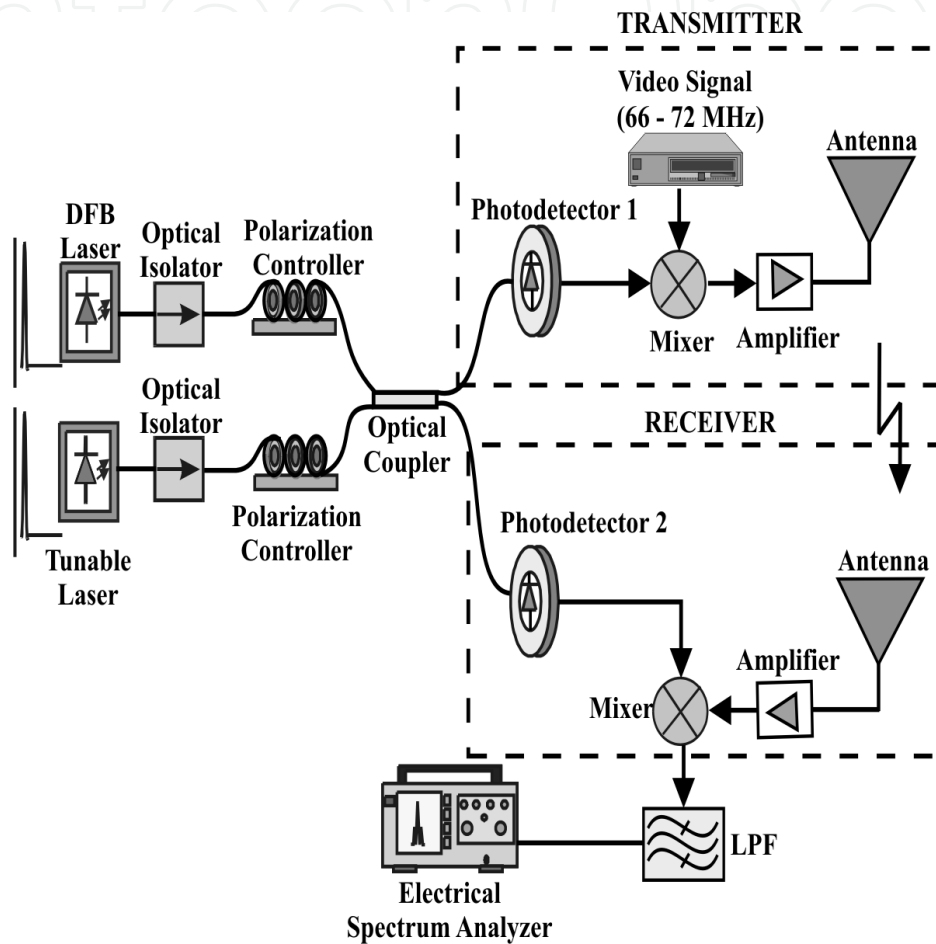 TRANSMITTER
Video Signal
(66 - 72 MHz)
Antenna
Photodetector 1
DFB
Laser
Optical
Isolator
Polarization
Controller
Mixer
Amplifier
Optical
Isolator
Optical
Coupler
RECEIVER
Polarization
Controller
Tunable
Laser
Photodetector 2
Antenna
Amplifier
Mixer
LPF
Electrical
Spectrum Analyzer